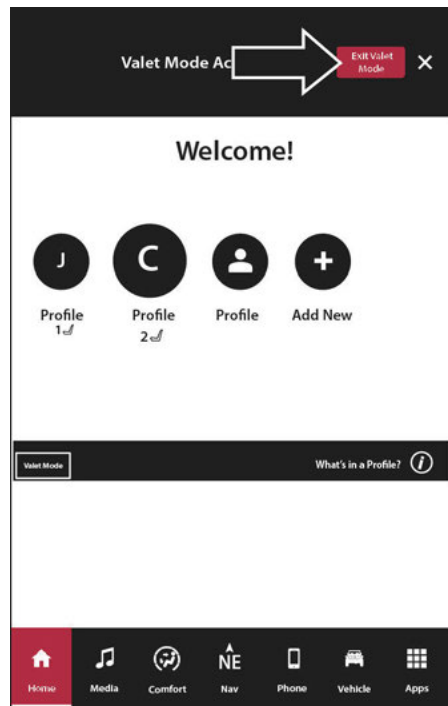 Valet Mode Ac
Exit Valet
Mode
Welcome!
J
C
Profile
1
Profile
2
Profile
Add New
Valet Mode
What's in a Profile?
i
NE
Home
Media
Comfort
Nav
Phone
Vehicle
Apps